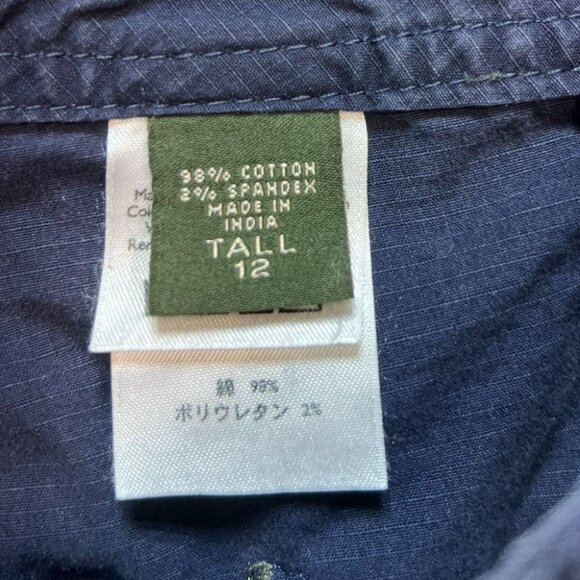 98% COTTON
2% SPANDEX
MADE IN
INDIA
TALL
12
綿 98%
ポリウレタン 2%